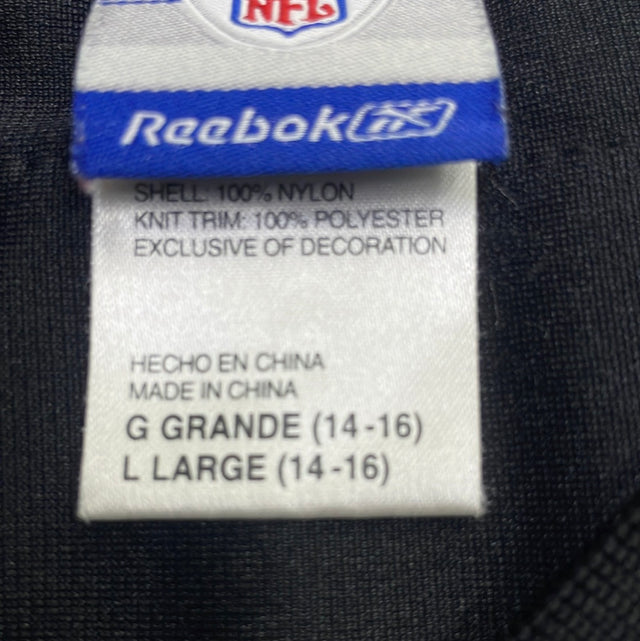 NFL
Reebok
SHELL: 100% NYLON
KNIT TRIM: 100% POLYESTER
EXCLUSIVE OF DECORATION
HECHO EN CHINA
MADE IN CHINA
G GRANDE (14-16)
L LARGE (14-16)